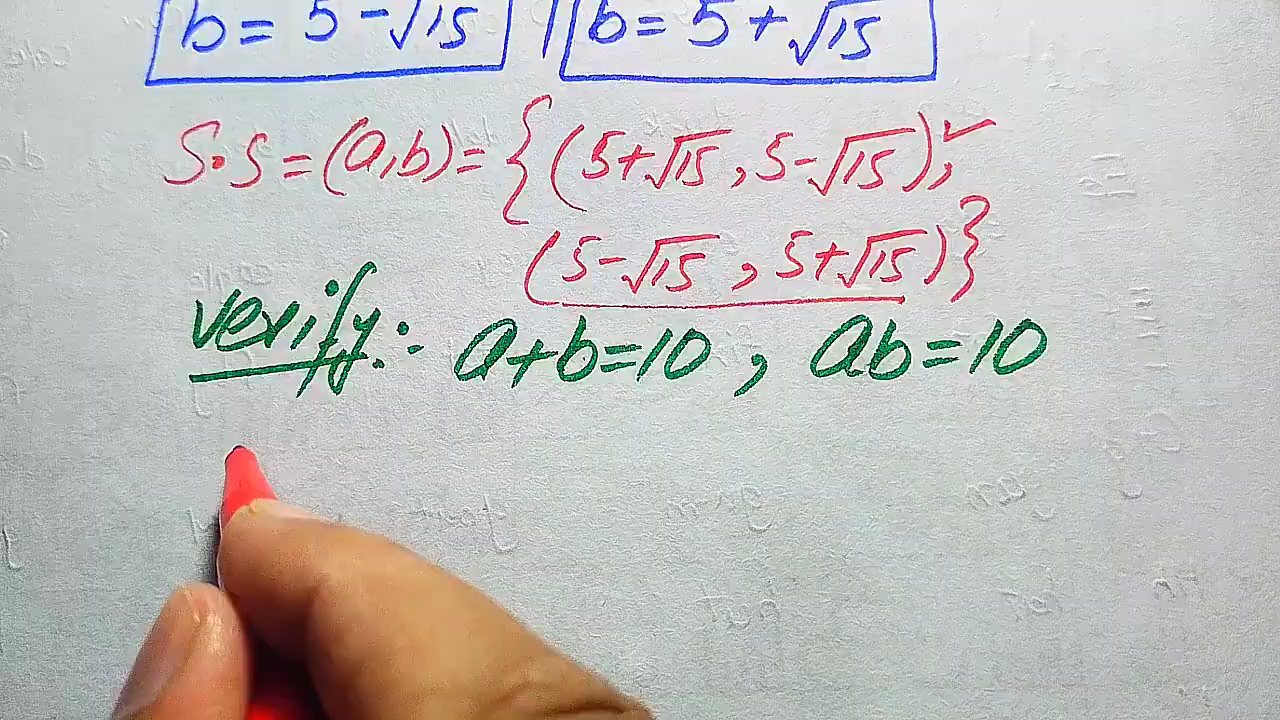 b = 5 - √15 | b = 5 + √15
S.S = (a,b) = { (5+√15 , 5-√15)✓,
(5-√15 , 5+√15) }
verify:- a+b=10 , ab=10